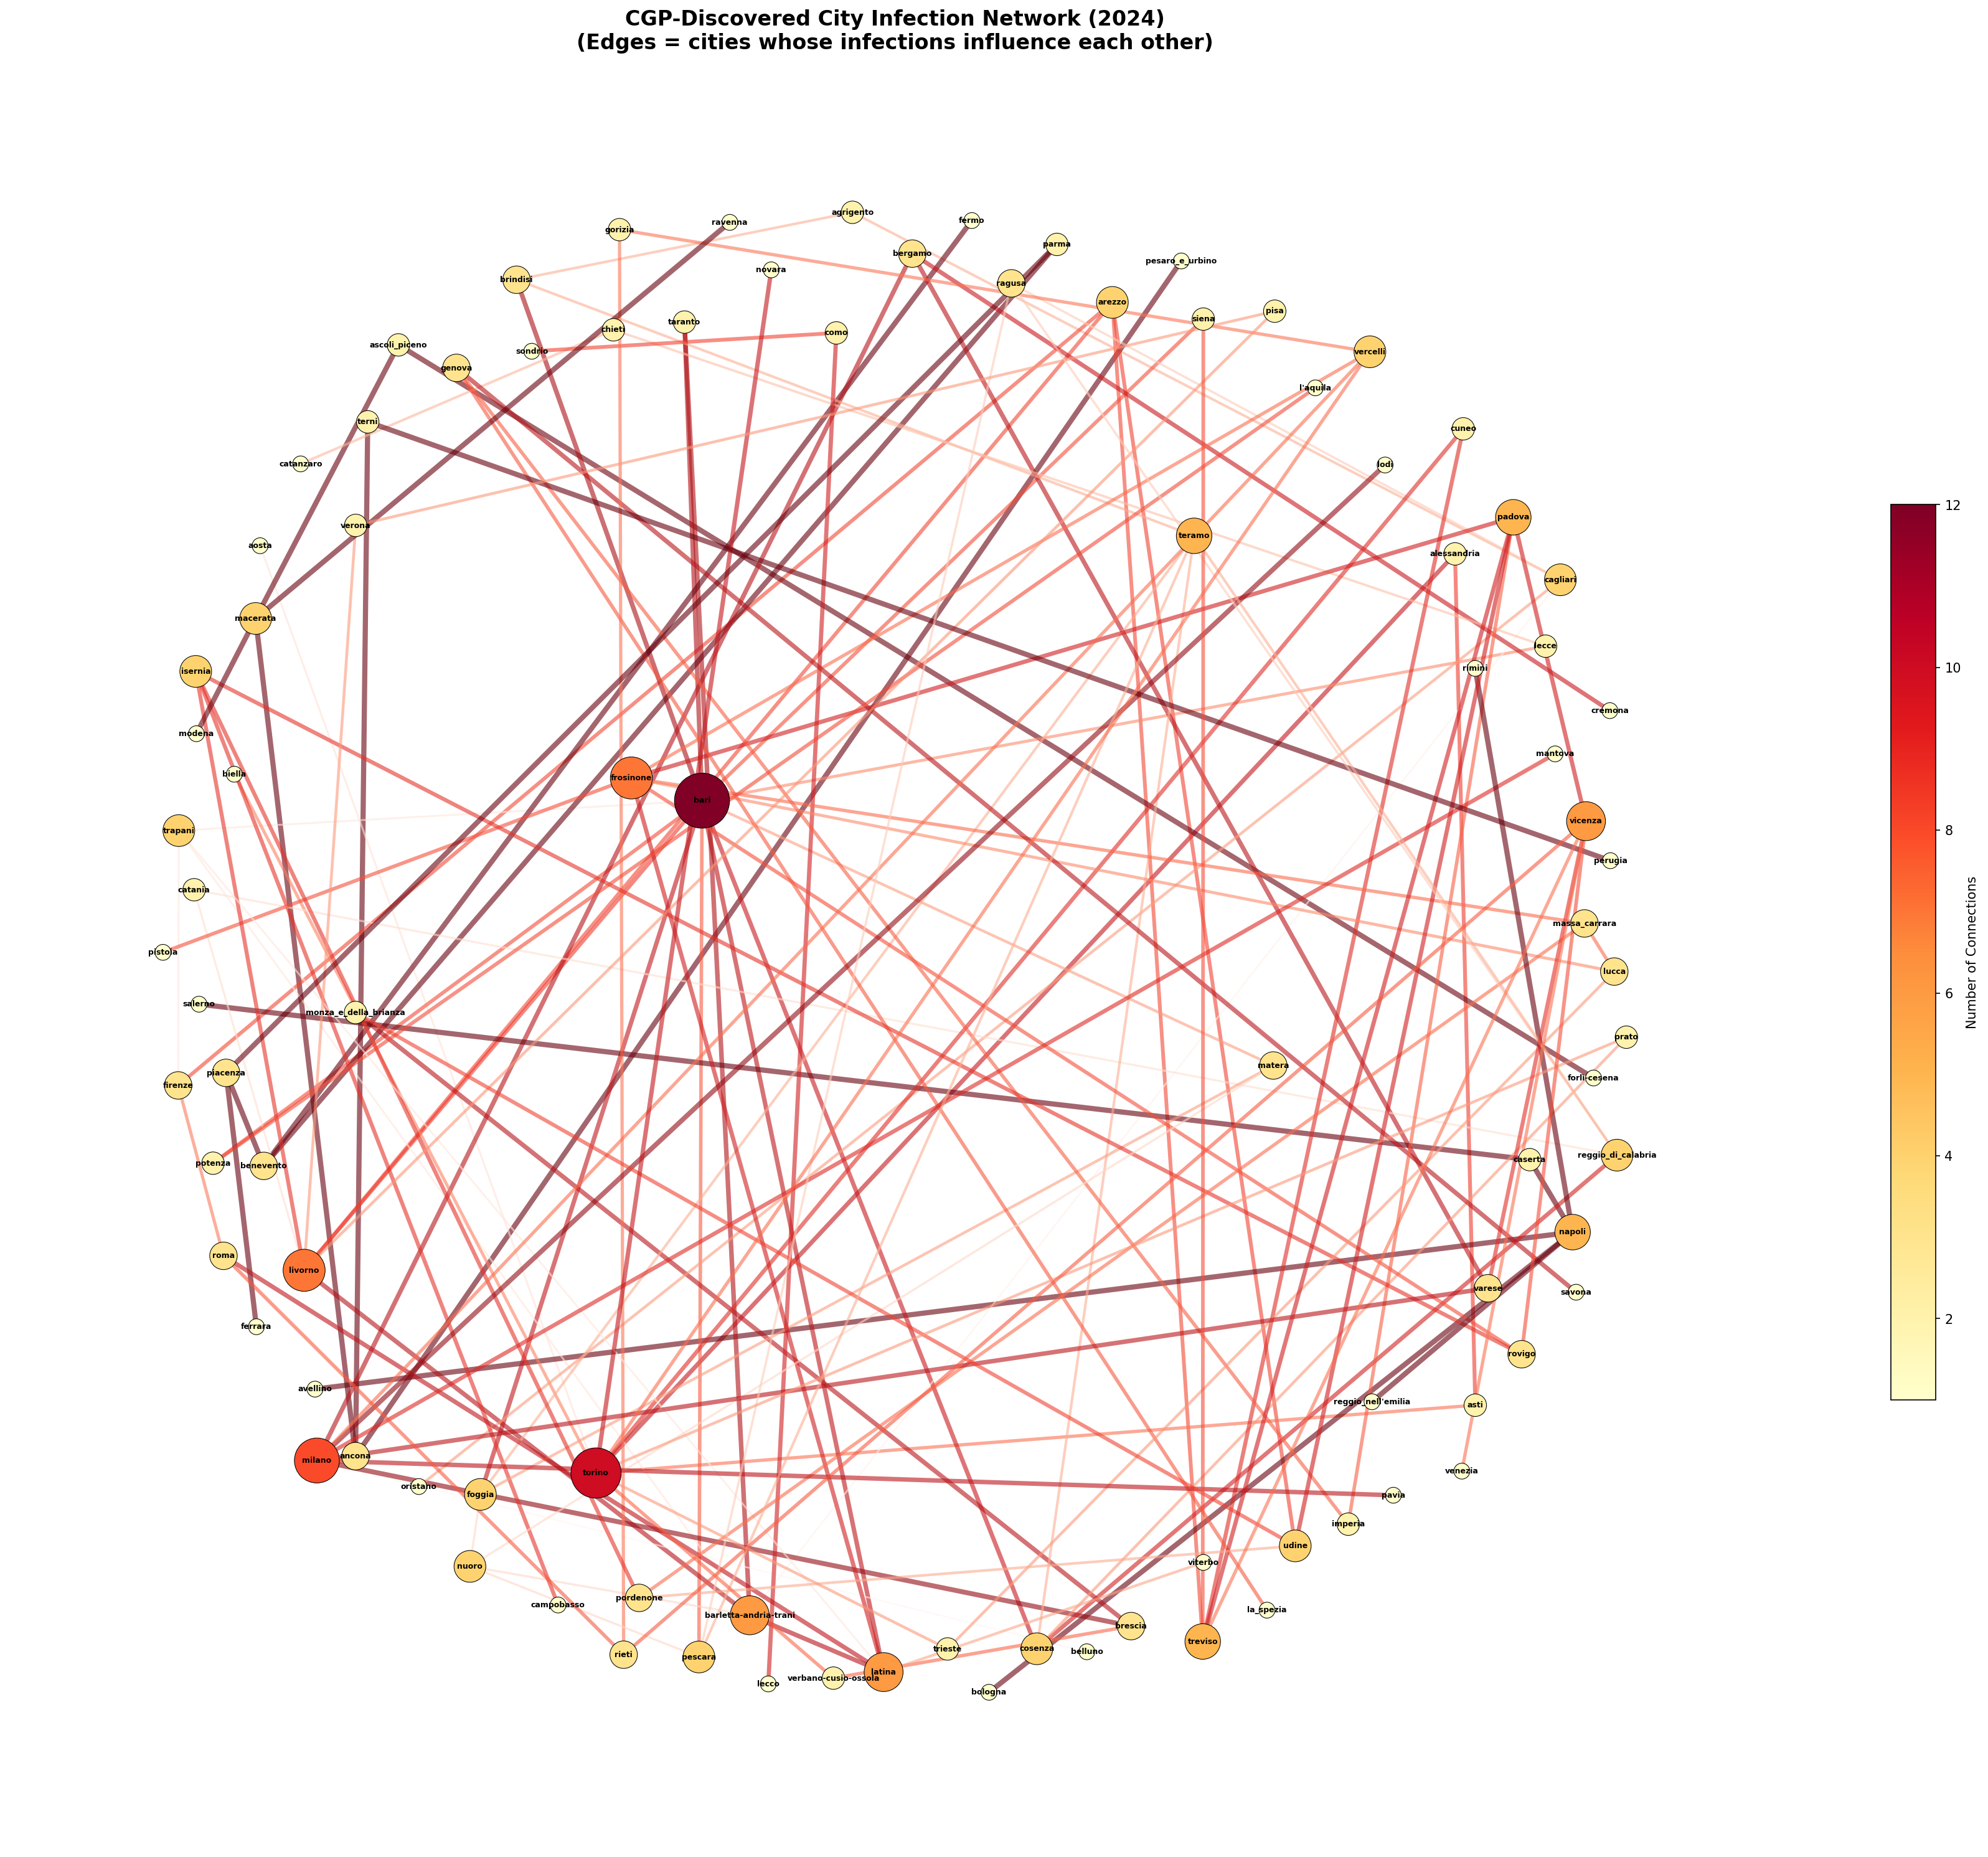 CGP-Discovered City Infection Network (2024)
(Edges = cities whose infections influence each other)
agrigento
ravenna
fermo
gorizia
parma
bergamo
pesaro_e_urbino
novara
brindisi
ragusa
arezzo
pisa
siena
taranto
chieti
como
ascoli_piceno
sondrio
vercelli
genova
l'aquila
terni
cuneo
catanzaro
lodi
padova
verona
teramo
aosta
alessandria
cagliari
macerata
lecce
rimini
isernia
cremona
modena
mantova
biella
frosinone
bari
vicenza
trapani
perugia
catania
massa_carrara
pistoia
lucca
salerno
monza_e_della_brianza
prato
matera
piacenza
forlì-cesena
firenze
reggio_di_calabria
caserta
potenza
benevento
napoli
roma
livorno
varese
savona
ferrara
rovigo
avellino
reggio_nell'emilia
asti
ancona
milano
venezia
torino
oristano
foggia
pavia
imperia
udine
viterbo
nuoro
pordenone
campobasso
la_spezia
barletta-andria-trani
brescia
treviso
cosenza
trieste
belluno
rieti
pescara
latina
verbano-cusio-ossola
lecco
bologna
12
10
8
6
4
2
Number of Connections